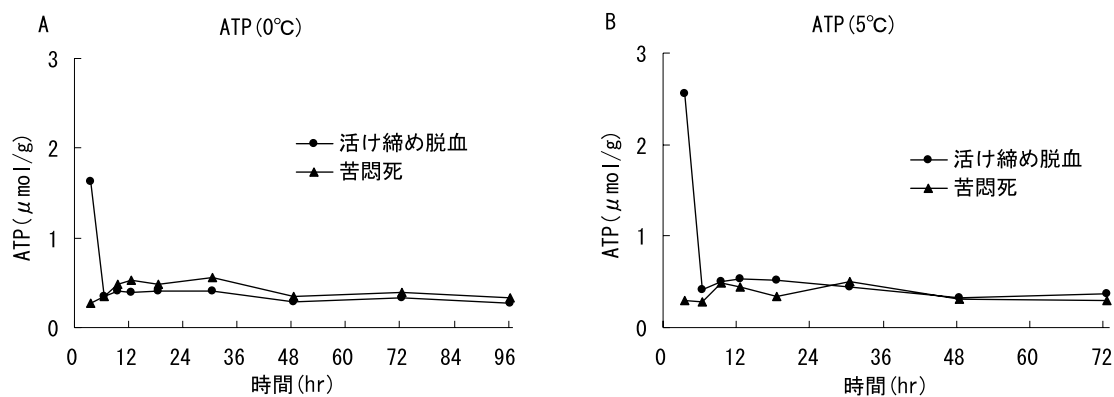 A
ATP(0℃)
3
2
1
0
ATP(μmol/g)
活け締め脱血
苦悶死
0 12 24 36 48 60 72 84 96
時間(hr)
B
ATP(5℃)
3
2
1
0
ATP(μmol/g)
活け締め脱血
苦悶死
0 12 24 36 48 60 72
時間(hr)